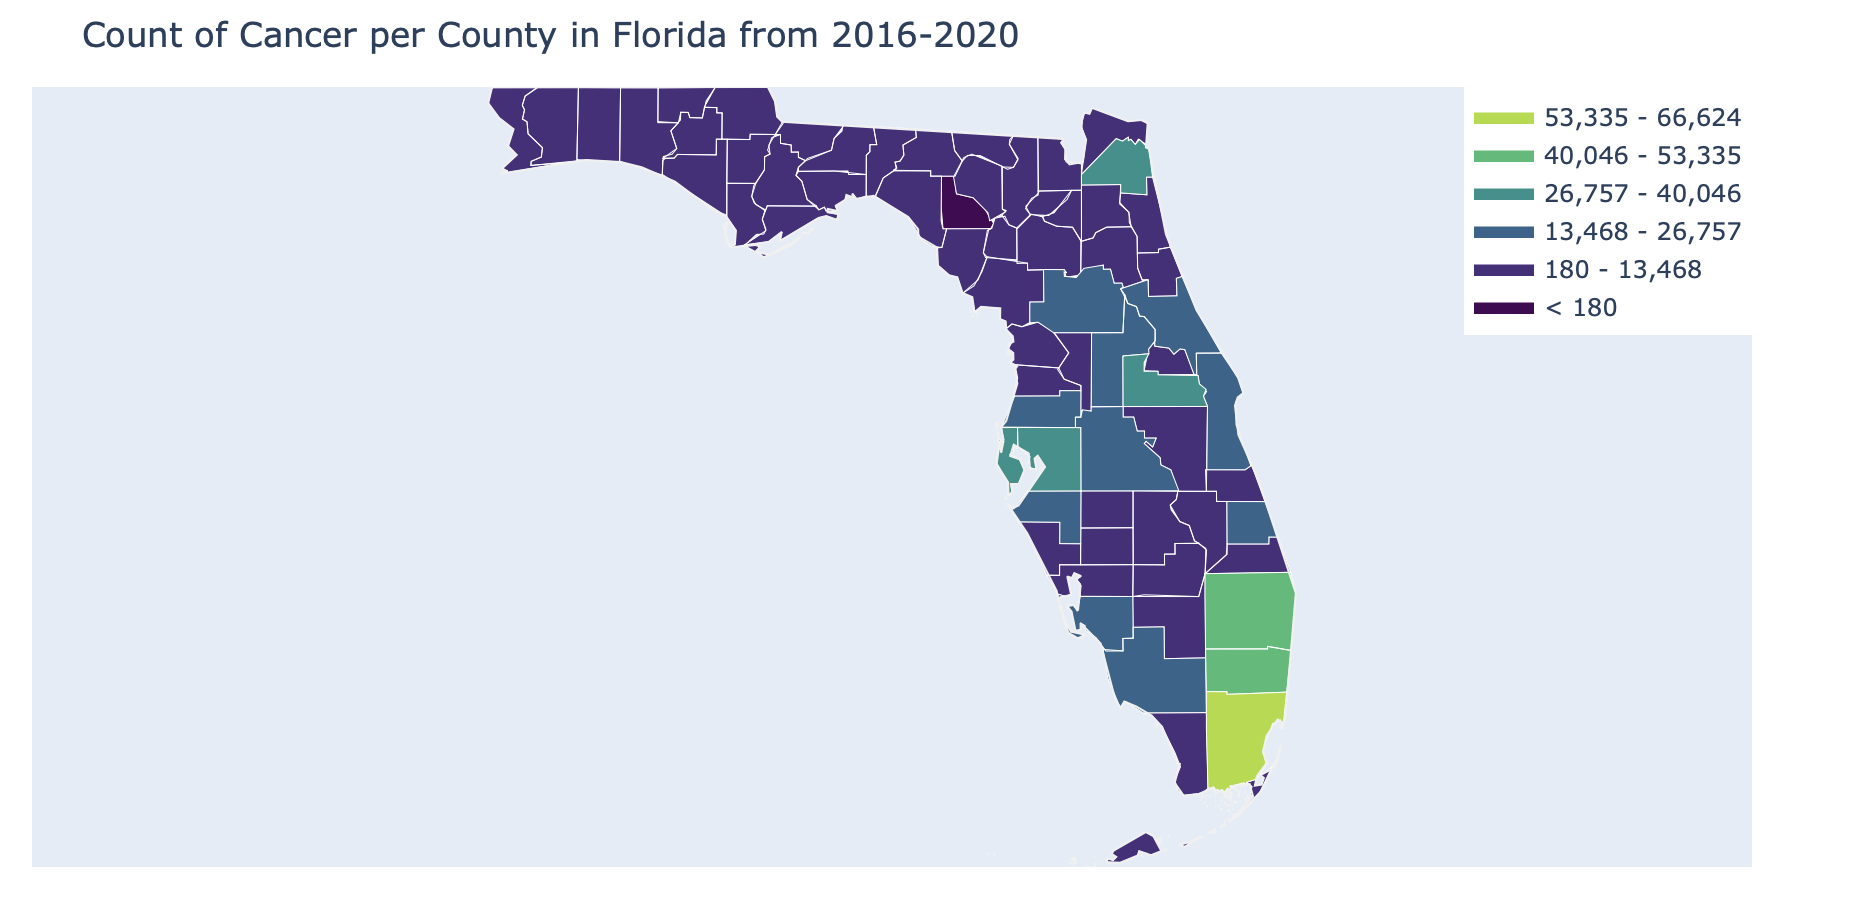 Count of Cancer per County in Florida from 2016-2020
53,335 - 66,624
40,046 - 53,335
26,757 - 40,046
13,468 - 26,757
180 - 13,468
< 180